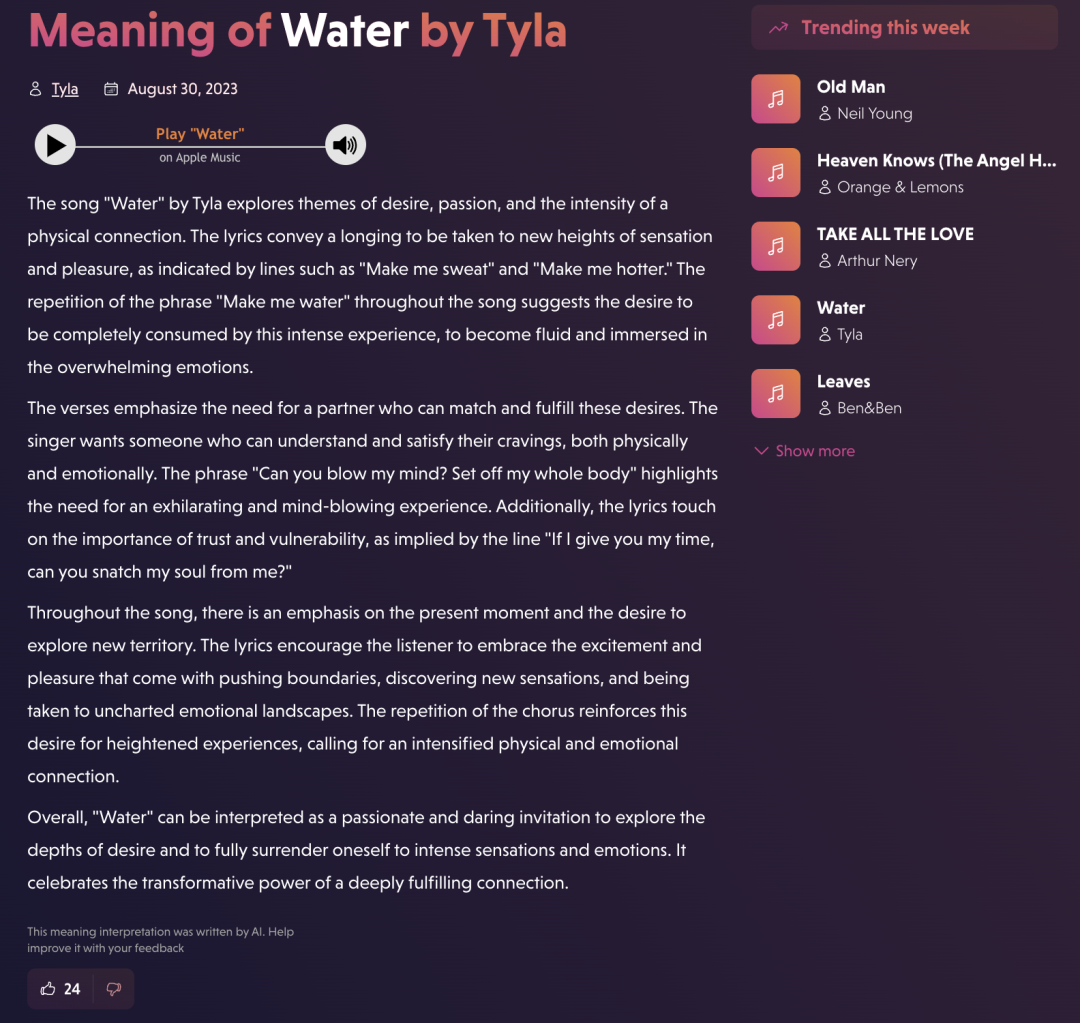 Meaning of Water by Tyla
Tyla
August 30, 2023
Play "Water"
on Apple Music
The song "Water" by Tyla explores themes of desire, passion, and the intensity of a
physical connection. The lyrics convey a longing to be taken to new heights of sensation
and pleasure, as indicated by lines such as "Make me sweat" and "Make me hotter." The
repetition of the phrase "Make me water" throughout the song suggests the desire to
be completely consumed by this intense experience, to become fluid and immersed in
the overwhelming emotions.
The verses emphasize the need for a partner who can match and fulfill these desires. The
singer wants someone who can understand and satisfy their cravings, both physically
and emotionally. The phrase "Can you blow my mind? Set off my whole body" highlights
the need for an exhilarating and mind-blowing experience. Additionally, the lyrics touch
on the importance of trust and vulnerability, as implied by the line "If I give you my time,
can you snatch my soul from me?"
Throughout the song, there is an emphasis on the present moment and the desire to
explore new territory. The lyrics encourage the listener to embrace the excitement and
pleasure that come with pushing boundaries, discovering new sensations, and being
taken to uncharted emotional landscapes. The repetition of the chorus reinforces this
desire for heightened experiences, calling for an intensified physical and emotional
connection.
Overall, "Water" can be interpreted as a passionate and daring invitation to explore the
depths of desire and to fully surrender oneself to intense sensations and emotions. It
celebrates the transformative power of a deeply fulfilling connection.
This meaning interpretation was written by AI. Help
improve it with your feedback
24
Trending this week
Old Man
Neil Young
Heaven Knows (The Angel H...
Orange & Lemons
TAKE ALL THE LOVE
Arthur Nery
Water
Tyla
Leaves
Ben&Ben
Show more